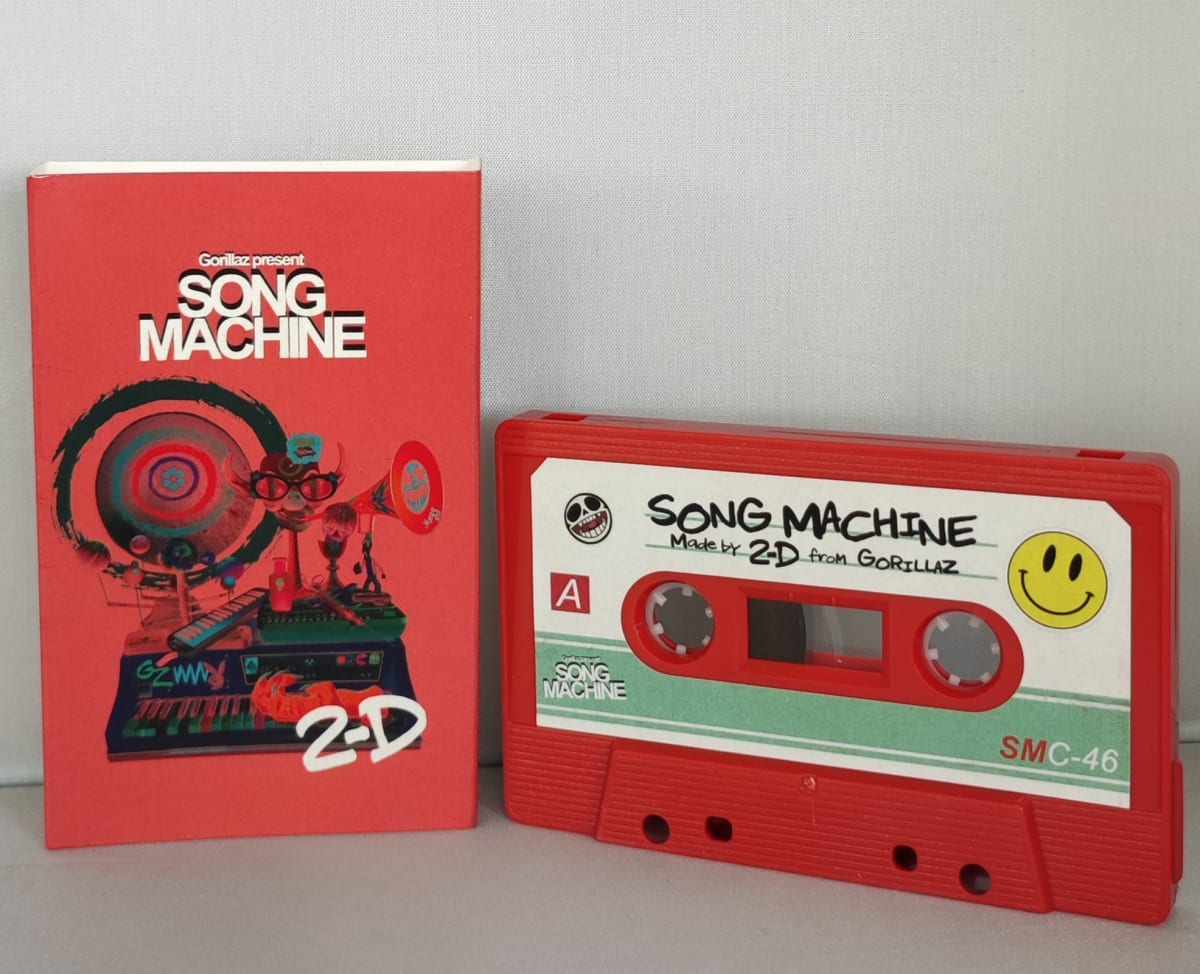 Gorillaz present
SONG
MACHINE
2-D
SONG MACHINE
Made by 2-D from GORILLAZ
A
SONG
MACHINE
SMC-46